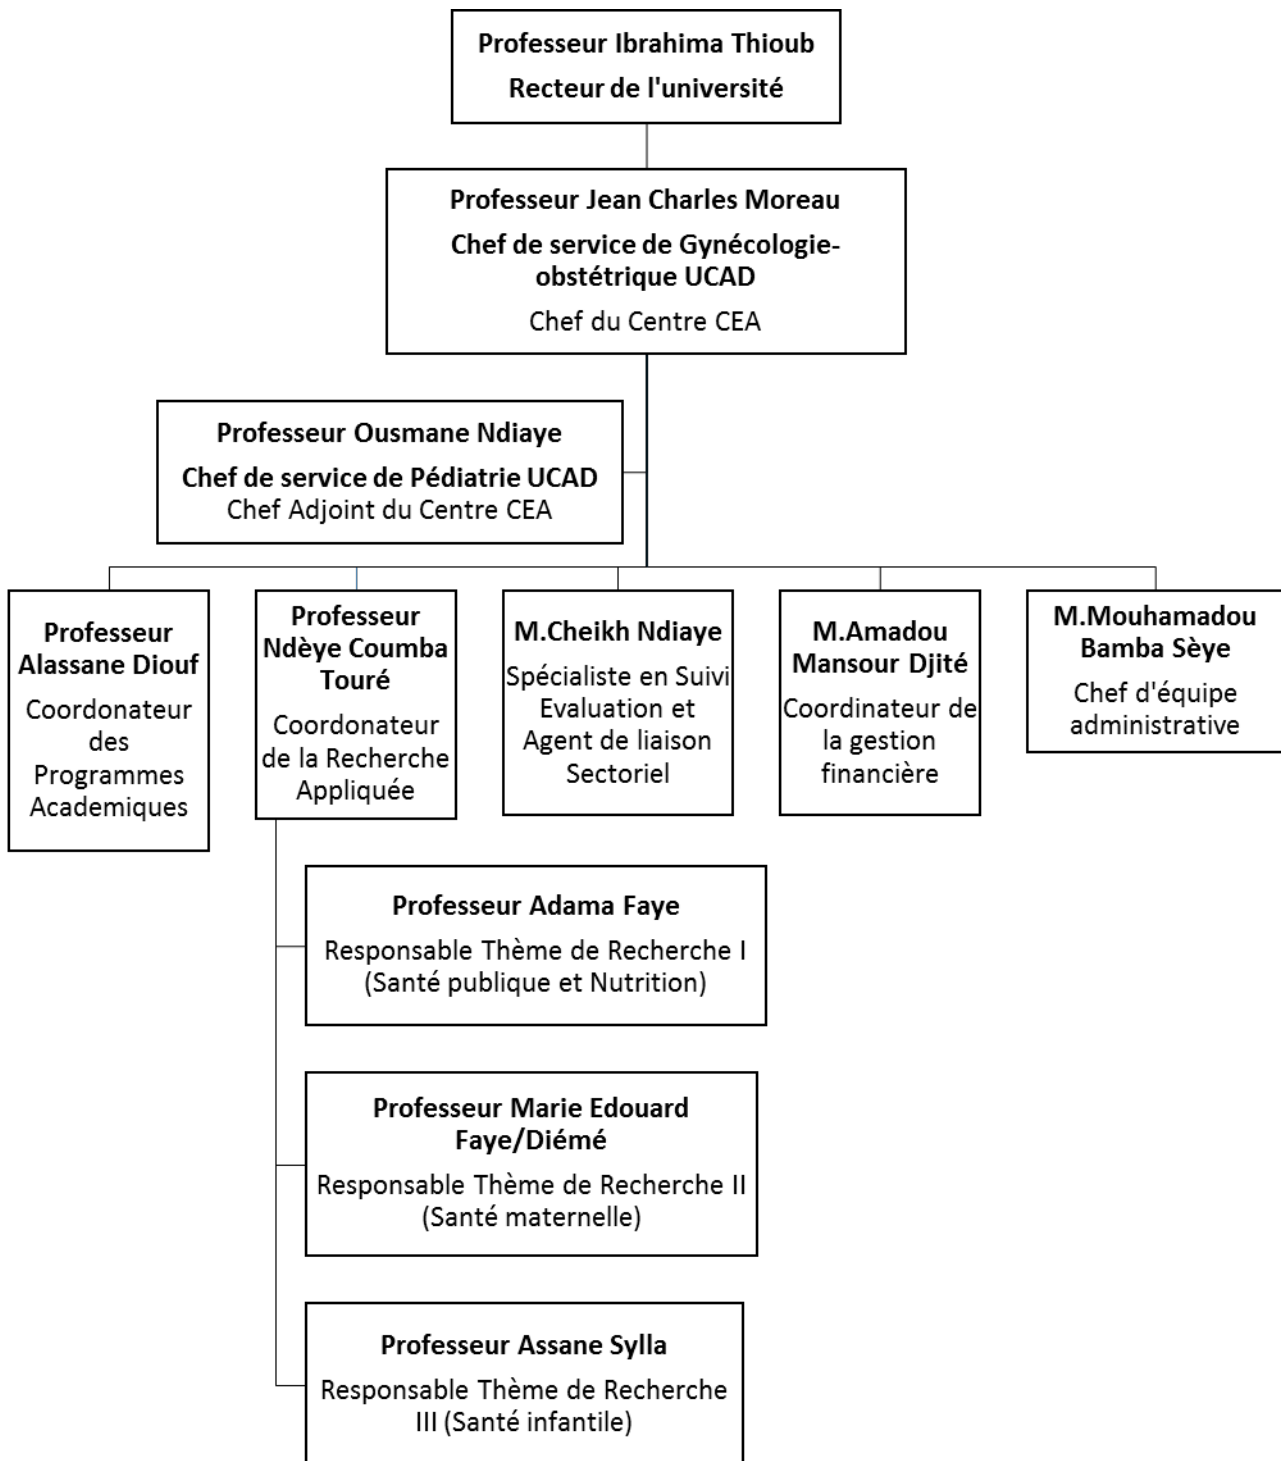 Professeur Ibrahima Thioub
Recteur de l'université
Professeur Jean Charles Moreau
Chef de service de Gynécologie-
obstétrique UCAD
Chef du Centre CEA
Professeur Ousmane Ndiaye
Chef de service de Pédiatrie UCAD
Chef Adjoint du Centre CEA
Professeur
Alassane Diouf
Coordonateur
des
Programmes
Academiques
Professeur
Ndèye Coumba
Touré
Coordonateur
de la Recherche
Appliquée
M.Cheikh Ndiaye
Spécialiste en Suivi
Evaluation et
Agent de liaison
Sectoriel
M.Amadou
Mansour Djité
Coordinateur de
la gestion
financière
M.Mouhamadou
Bamba Sèye
Chef d'équipe
administrative
Professeur Adama Faye
Responsable Thème de Recherche I
(Santé publique et Nutrition)
Professeur Marie Edouard
Faye/Diémé
Responsable Thème de Recherche II
(Santé maternelle)
Professeur Assane Sylla
Responsable Thème de Recherche
III (Santé infantile)